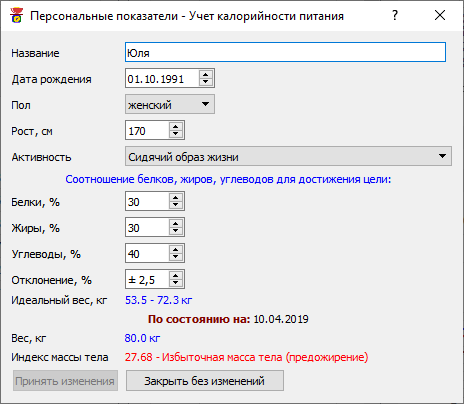 Персональные показатели - Учет калорийности питания
Название Юля
Дата рождения 01.10.1991
Пол женский
Рост, см 170
Активность Сидячий образ жизни
Соотношение белков, жиров, углеводов для достижения цели:
Белки, % 30
Жиры, % 30
Углеводы, % 40
Отклонение, % ± 2,5
Идеальный вес, кг 53.5 - 72.3 кг
По состоянию на: 10.04.2019
Вес, кг 80.0 кг
Индекс массы тела 27.68 - Избыточная масса тела (предожирение)
Принять изменения Закрыть без изменений